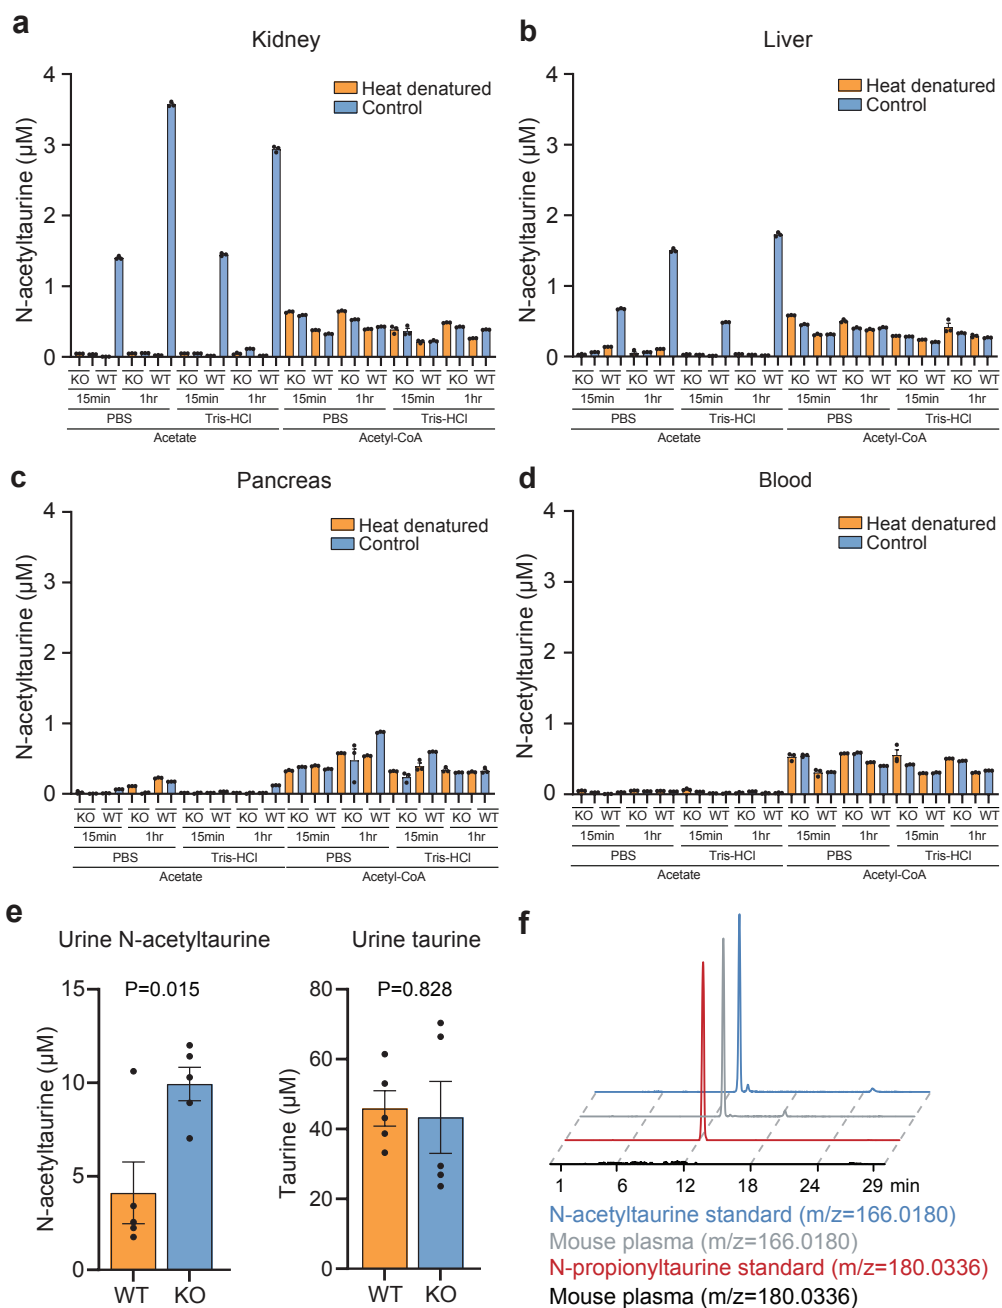 a
Kidney
N-acetyltaurine (µM)
4
3
2
1
0
Heat denatured
Control
KO WT KO WT KO WT KO WT KO WT KO WT KO WT KO WT
15min 1hr 15min 1hr 15min 1hr 15min 1hr
PBS Tris-HCl PBS Tris-HCl
Acetate Acetyl-CoA
b
Liver
N-acetyltaurine (µM)
4
3
2
1
0
Heat denatured
Control
KO WT KO WT KO WT KO WT KO WT KO WT KO WT KO WT
15min 1hr 15min 1hr 15min 1hr 15min 1hr
PBS Tris-HCl PBS Tris-HCl
Acetate Acetyl-CoA
c
Pancreas
N-acetyltaurine (µM)
4
3
2
1
0
Heat denatured
Control
KO WT KO WT KO WT KO WT KO WT KO WT KO WT KO WT
15min 1hr 15min 1hr 15min 1hr 15min 1hr
PBS Tris-HCl PBS Tris-HCl
Acetate Acetyl-CoA
d
Blood
N-acetyltaurine (µM)
4
3
2
1
0
Heat denatured
Control
KO WT KO WT KO WT KO WT KO WT KO WT KO WT KO WT
15min 1hr 15min 1hr 15min 1hr 15min 1hr
PBS Tris-HCl PBS Tris-HCl
Acetate Acetyl-CoA
e
Urine N-acetyltaurine
N-acetyltaurine (µM)
15
10
5
0
P=0.015
WT KO
Urine taurine
Taurine (µM)
80
60
40
20
0
P=0.828
WT KO
f
1 6 12 18 24 29 min
N-acetyltaurine standard (m/z=166.0180)
Mouse plasma (m/z=166.0180)
N-propionyltaurine standard (m/z=180.0336)
Mouse plasma (m/z=180.0336)